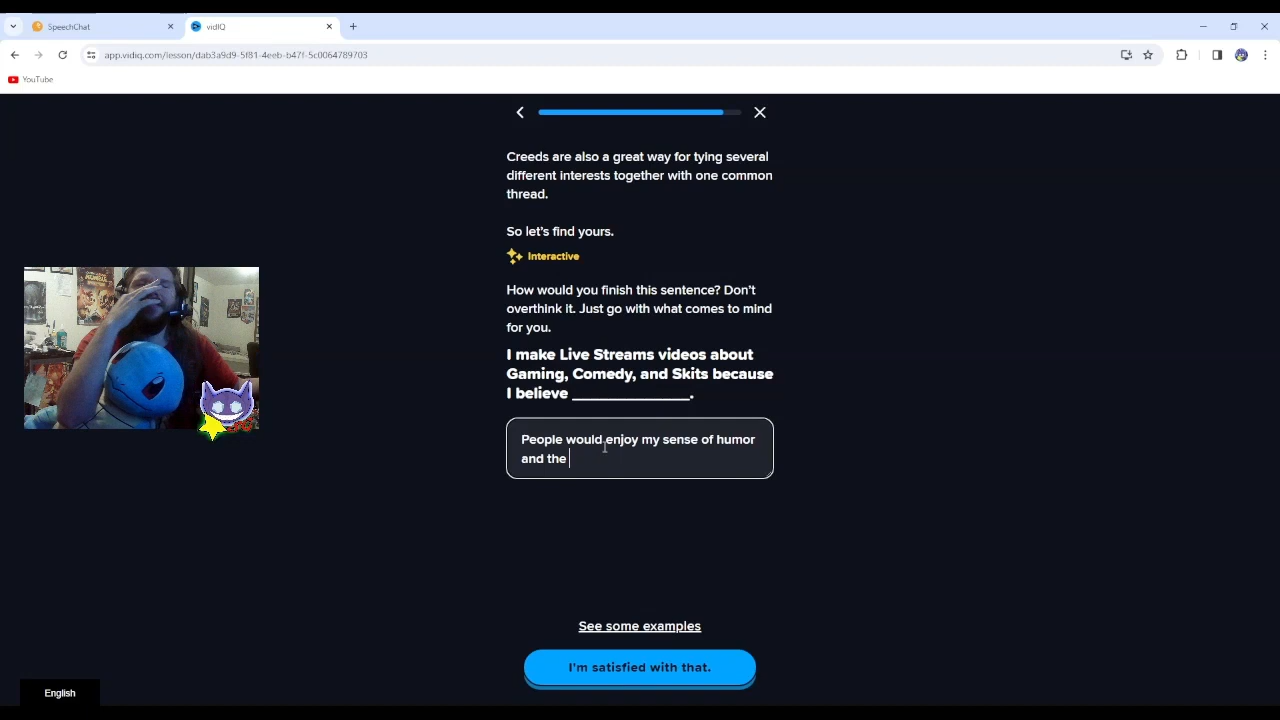 SpeechChat
vidIQ
app.vidiq.com/lesson/dab3a9d9-5f81-4eeb-b47f-5c0064789703
YouTube
Creeds are also a great way for tying several
different interests together with one common
thread.
So let's find yours.
Interactive
How would you finish this sentence? Don't
overthink it. Just go with what comes to mind
for you.
I make Live Streams videos about
Gaming, Comedy, and Skits because
I believe _______________.
People would enjoy my sense of humor
and the
See some examples
I'm satisfied with that.
English